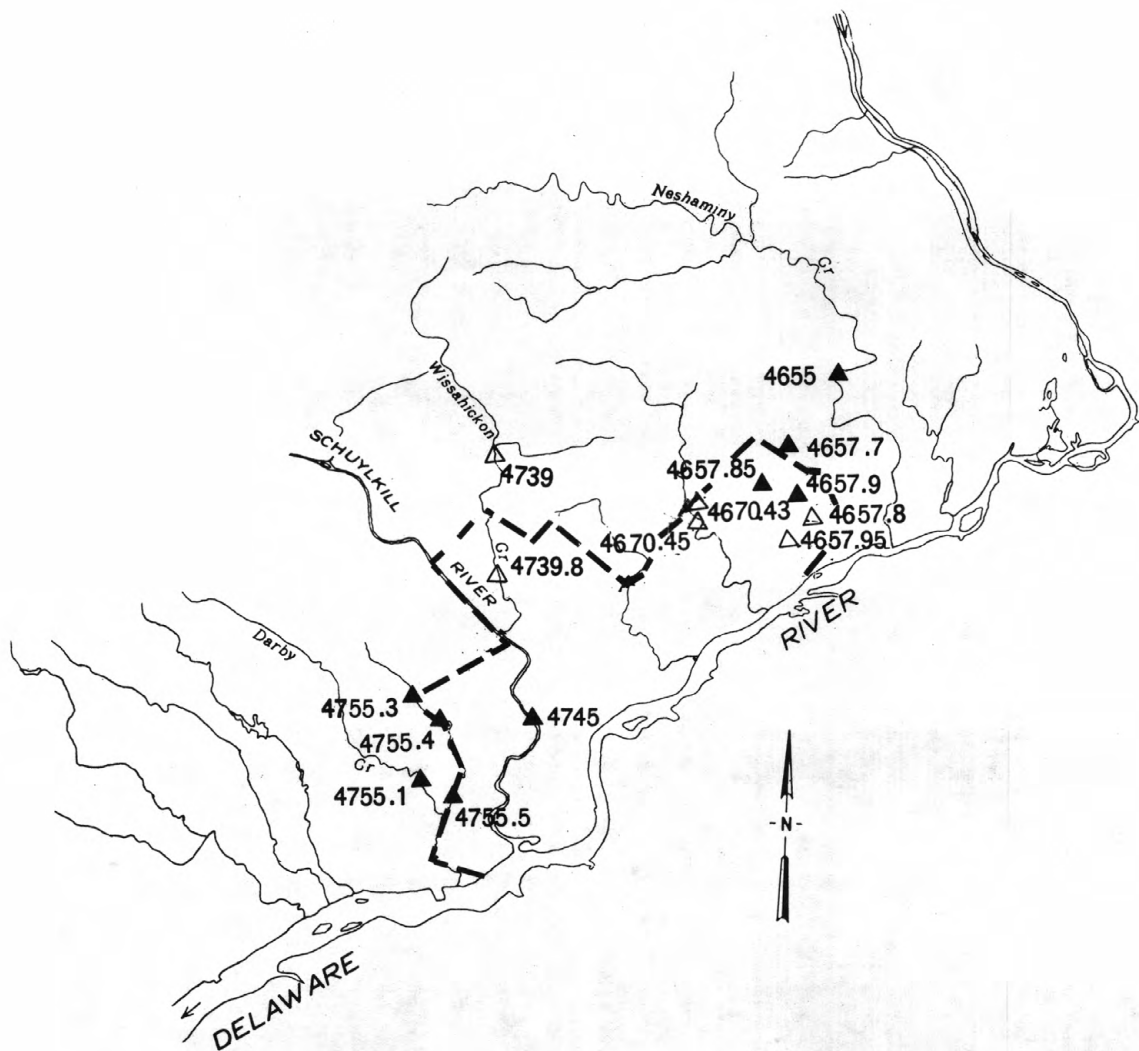 Neshaminy
Cr
4655
Wissahickon
4657.7
SCHUYLKILL
4739
4657.85
4657.9
4670.43
4657.8
4670.45
4657.95
Cr
4739.8
RIVER
RIVER
Darby
4755.3
4745
4755.4
Cr
4755.1
4755.5
-N-
DELAWARE